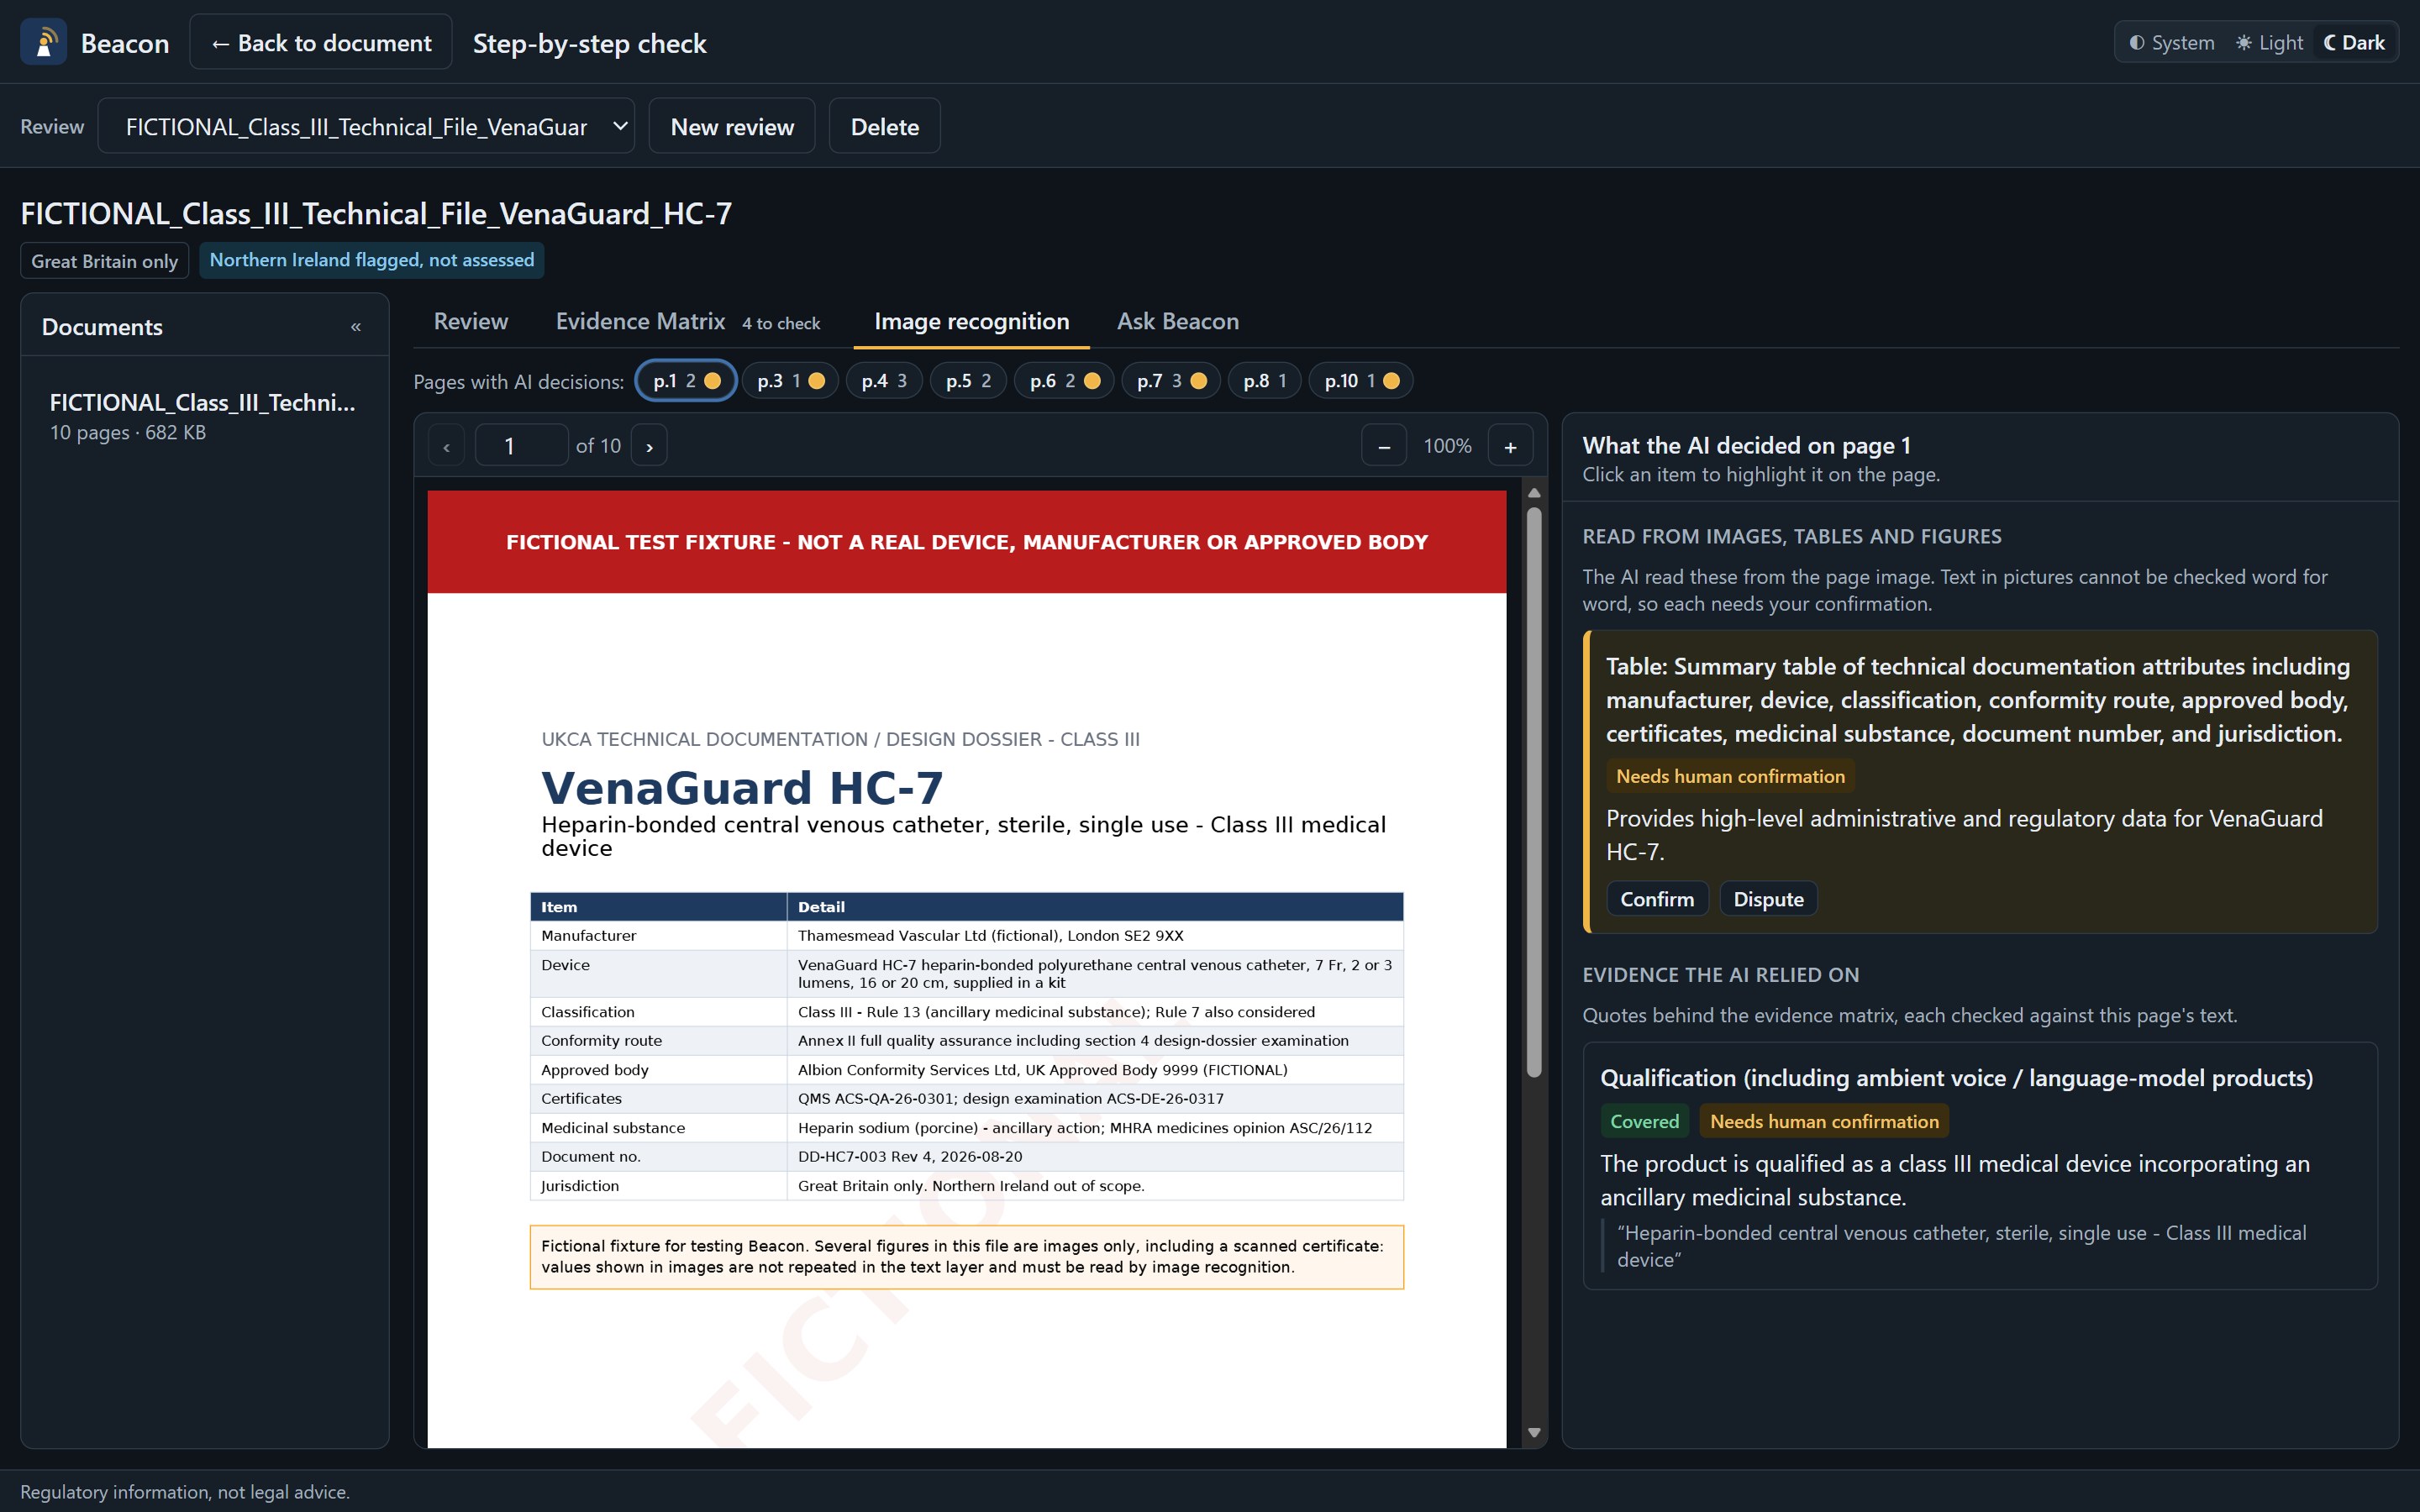 Beacon
← Back to document
Step-by-step check
System
Light
Dark
Review
FICTIONAL_Class_III_Technical_File_VenaGuar
New review
Delete
FICTIONAL_Class_III_Technical_File_VenaGuard_HC-7
Great Britain only
Northern Ireland flagged, not assessed
Documents
«
FICTIONAL_Class_III_Techni...
10 pages · 682 KB
Review
Evidence Matrix 4 to check
Image recognition
Ask Beacon
Pages with AI decisions:
p.1 2
p.3 1
p.4 3
p.5 2
p.6 2
p.7 3
p.8 1
p.10 1
‹
1
of 10
›
−
100%
+
FICTIONAL TEST FIXTURE - NOT A REAL DEVICE, MANUFACTURER OR APPROVED BODY
UKCA TECHNICAL DOCUMENTATION / DESIGN DOSSIER - CLASS III
VenaGuard HC-7
Heparin-bonded central venous catheter, sterile, single use - Class III medical
device
Item Detail
Manufacturer Thamesmead Vascular Ltd (fictional), London SE2 9XX
Device VenaGuard HC-7 heparin-bonded polyurethane central venous catheter, 7 Fr, 2 or 3
lumens, 16 or 20 cm, supplied in a kit
Classification Class III - Rule 13 (ancillary medicinal substance); Rule 7 also considered
Conformity route Annex II full quality assurance including section 4 design-dossier examination
Approved body Albion Conformity Services Ltd, UK Approved Body 9999 (FICTIONAL)
Certificates QMS ACS-QA-26-0301; design examination ACS-DE-26-0317
Medicinal substance Heparin sodium (porcine) - ancillary action; MHRA medicines opinion ASC/26/112
Document no. DD-HC7-003 Rev 4, 2026-08-20
Jurisdiction Great Britain only. Northern Ireland out of scope.
Fictional fixture for testing Beacon. Several figures in this file are images only, including a scanned certificate:
values shown in images are not repeated in the text layer and must be read by image recognition.
What the AI decided on page 1
Click an item to highlight it on the page.
READ FROM IMAGES, TABLES AND FIGURES
The AI read these from the page image. Text in pictures cannot be checked word for
word, so each needs your confirmation.
Table: Summary table of technical documentation attributes including
manufacturer, device, classification, conformity route, approved body,
certificates, medicinal substance, document number, and jurisdiction.
Needs human confirmation
Provides high-level administrative and regulatory data for VenaGuard
HC-7.
Confirm
Dispute
EVIDENCE THE AI RELIED ON
Quotes behind the evidence matrix, each checked against this page's text.
Qualification (including ambient voice / language-model products)
Covered
Needs human confirmation
The product is qualified as a class III medical device incorporating an
ancillary medicinal substance.
“Heparin-bonded central venous catheter, sterile, single use - Class III medical
device”
Regulatory information, not legal advice.